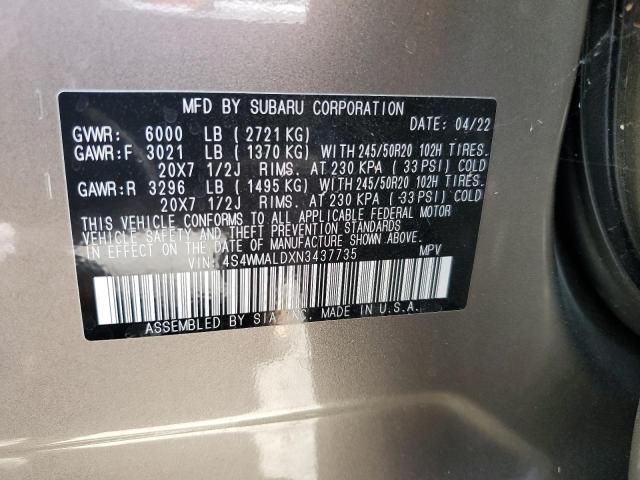 MFD BY SUBARU CORPORATION
DATE: 04/22
GVWR: 6000 LB ( 2721 KG)
GAWR:F 3021 LB ( 1370 KG) WITH 245/50R20 102H TIRES.
20X7 1/2J RIMS. AT 230 KPA ( 33 PSI) COLD
GAWR:R 3296 LB ( 1495 KG) WITH 245/50R20 102H TIRES.
20X7 1/2J RIMS. AT 230 KPA ( 33 PSI) COLD
THIS VEHICLE CONFORMS TO ALL APPLICABLE FEDERAL MOTOR
VEHICLE SAFETY AND THEFT PREVENTION STANDARDS
IN EFFECT ON THE DATE OF MANUFACTURE SHOWN ABOVE.
VIN: 4S4WMALDXN3437735 MPV
ASSEMBLED BY SIA, INC. MADE IN U.S.A.